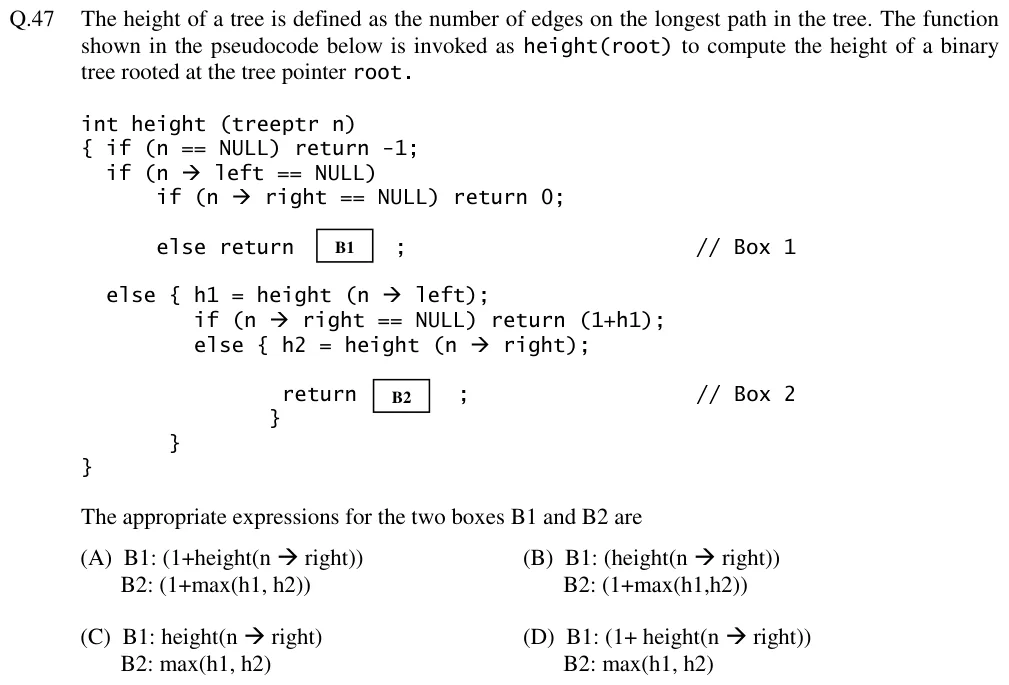 Q.47 The height of a tree is defined as the number of edges on the longest path in the tree. The function
shown in the pseudocode below is invoked as height(root) to compute the height of a binary
tree rooted at the tree pointer root.
int height (treeptr n)
{ if (n == NULL) return -1;
if (n → left == NULL)
if (n → right == NULL) return 0;
else return B1 ; // Box 1
else { h1 = height (n → left);
if (n → right == NULL) return (1+h1);
else { h2 = height (n → right);
return B2 ; // Box 2
}
}
}
The appropriate expressions for the two boxes B1 and B2 are
(A) B1: (1+height(n → right)) (B) B1: (height(n → right))
B2: (1+max(h1, h2)) B2: (1+max(h1,h2))
(C) B1: height(n → right) (D) B1: (1+ height(n → right))
B2: max(h1, h2) B2: max(h1, h2)